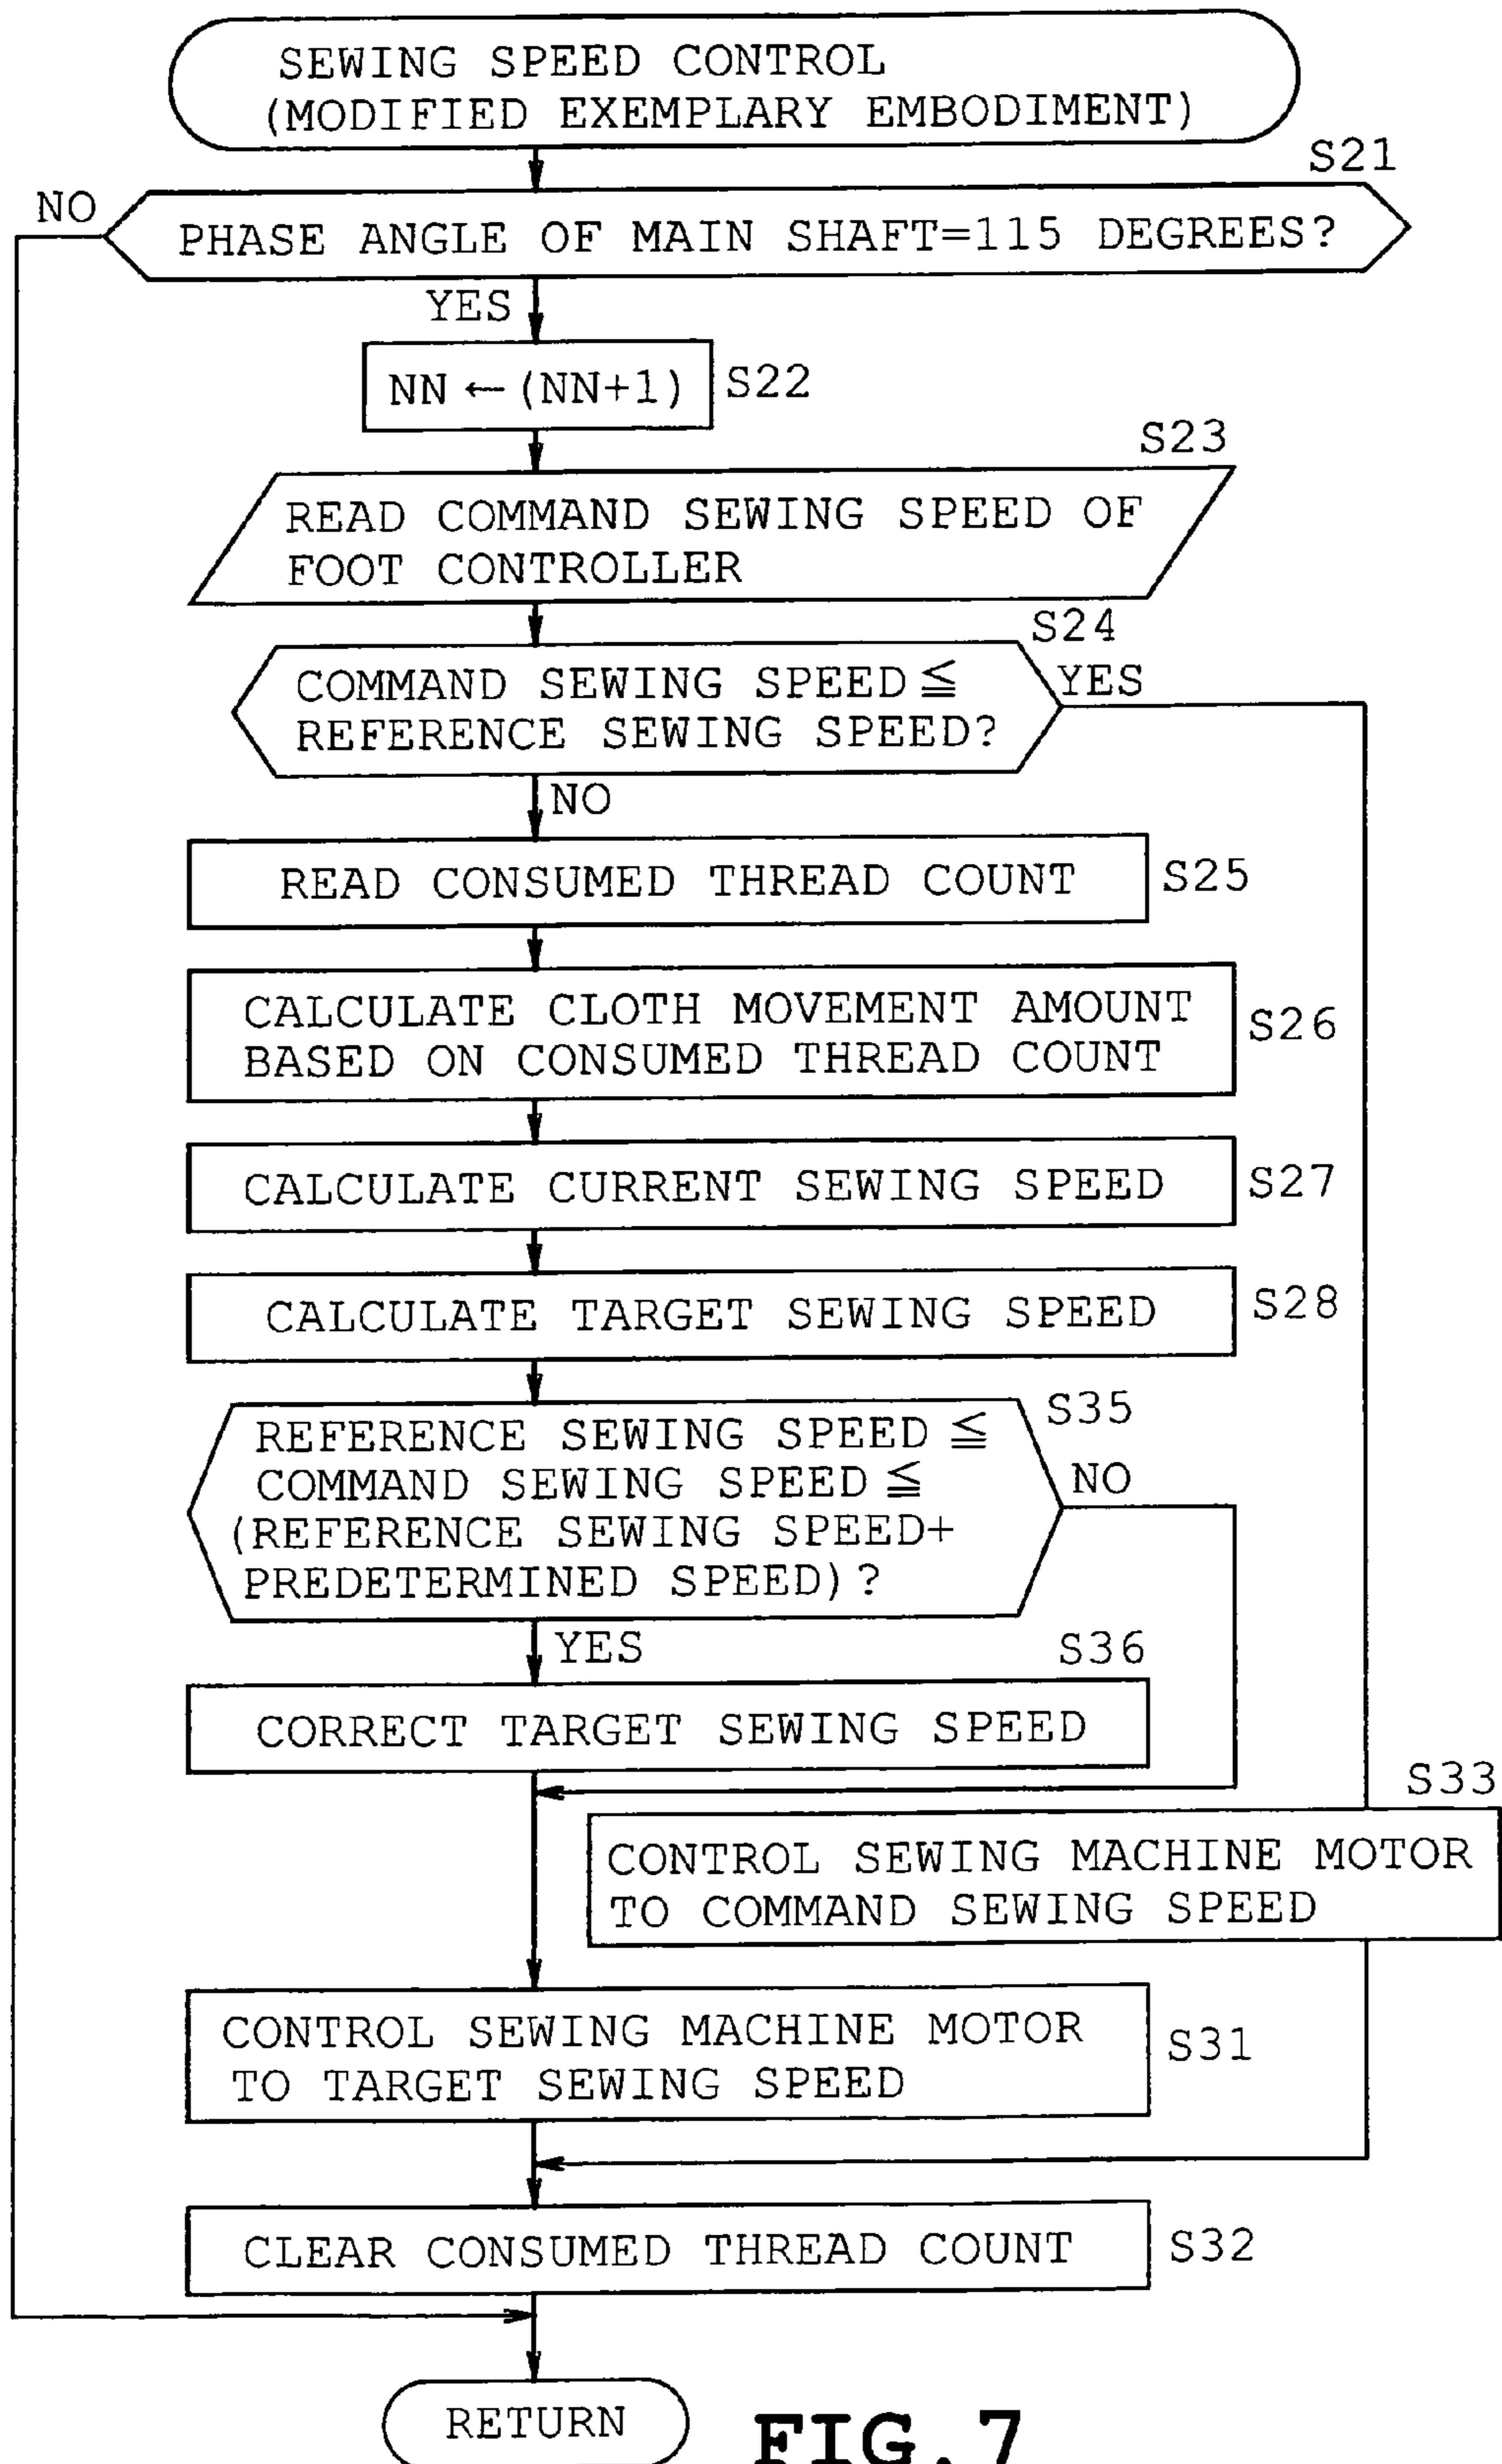 SEWING SPEED CONTROL
(MODIFIED EXEMPLARY EMBODIMENT)
S21
NO
PHASE ANGLE OF MAIN SHAFT=115 DEGREES?
YES
NN ← (NN+1)
S22
S23
READ COMMAND SEWING SPEED OF
FOOT CONTROLLER
S24
COMMAND SEWING SPEED ≦
REFERENCE SEWING SPEED?
YES
NO
READ CONSUMED THREAD COUNT
S25
CALCULATE CLOTH MOVEMENT AMOUNT
BASED ON CONSUMED THREAD COUNT
S26
CALCULATE CURRENT SEWING SPEED
S27
CALCULATE TARGET SEWING SPEED
S28
S35
REFERENCE SEWING SPEED ≦
COMMAND SEWING SPEED ≦
(REFERENCE SEWING SPEED+
PREDETERMINED SPEED)?
NO
YES
S36
CORRECT TARGET SEWING SPEED
S33
CONTROL SEWING MACHINE MOTOR
TO COMMAND SEWING SPEED
CONTROL SEWING MACHINE MOTOR
TO TARGET SEWING SPEED
S31
CLEAR CONSUMED THREAD COUNT
S32
RETURN
FIG. 7